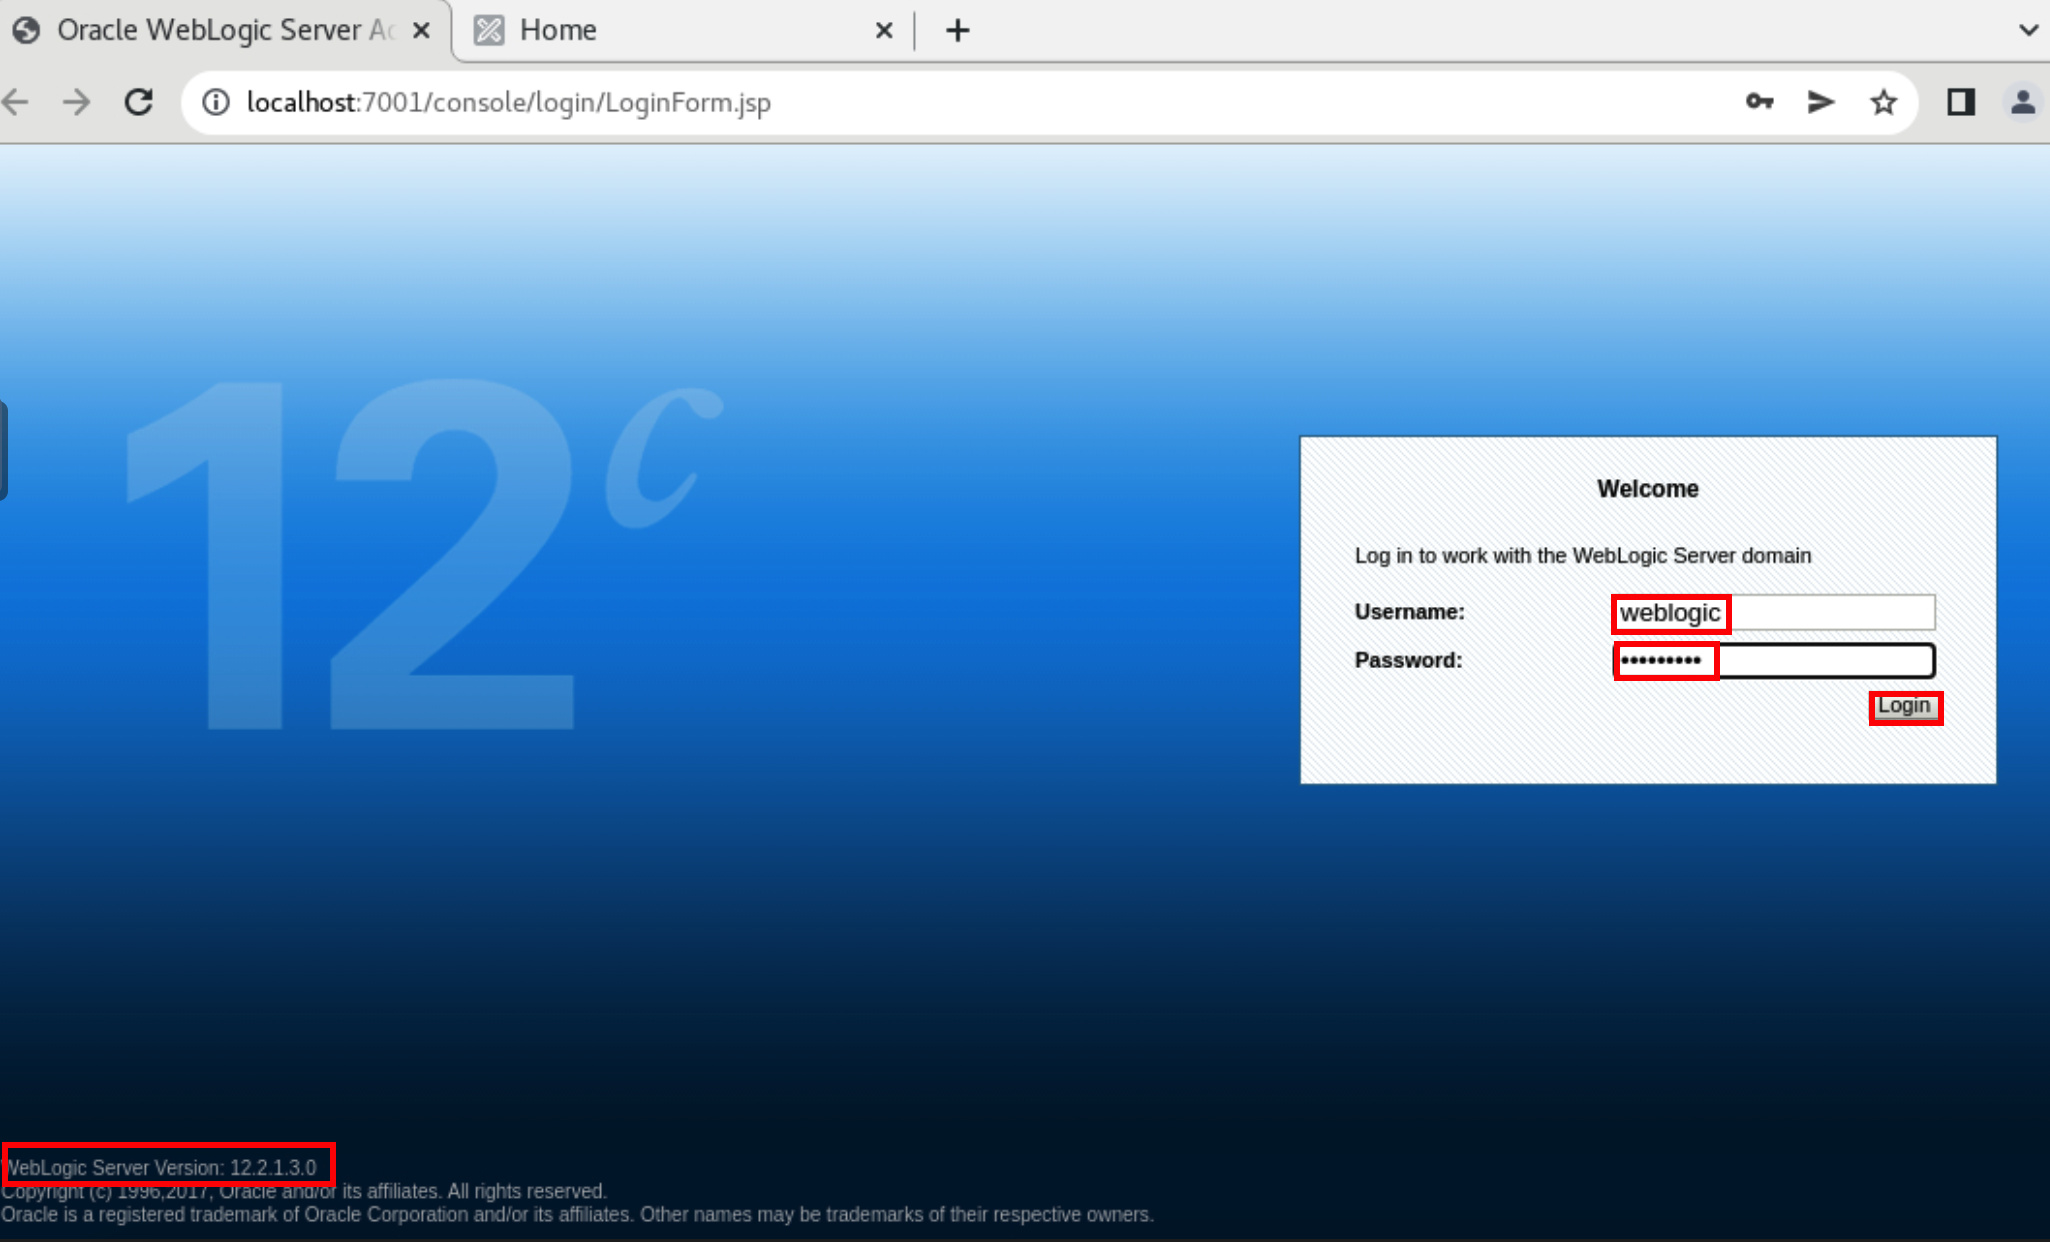 Oracle WebLogic Server Ad
Home
localhost:7001/console/login/LoginForm.jsp
12c
Welcome
Log in to work with the WebLogic Server domain
Username: weblogic
Password: •••••••••
Login
WebLogic Server Version: 12.2.1.3.0
Copyright (c) 1996,2017, Oracle and/or its affiliates. All rights reserved.
Oracle is a registered trademark of Oracle Corporation and/or its affiliates. Other names may be trademarks of their respective owners.